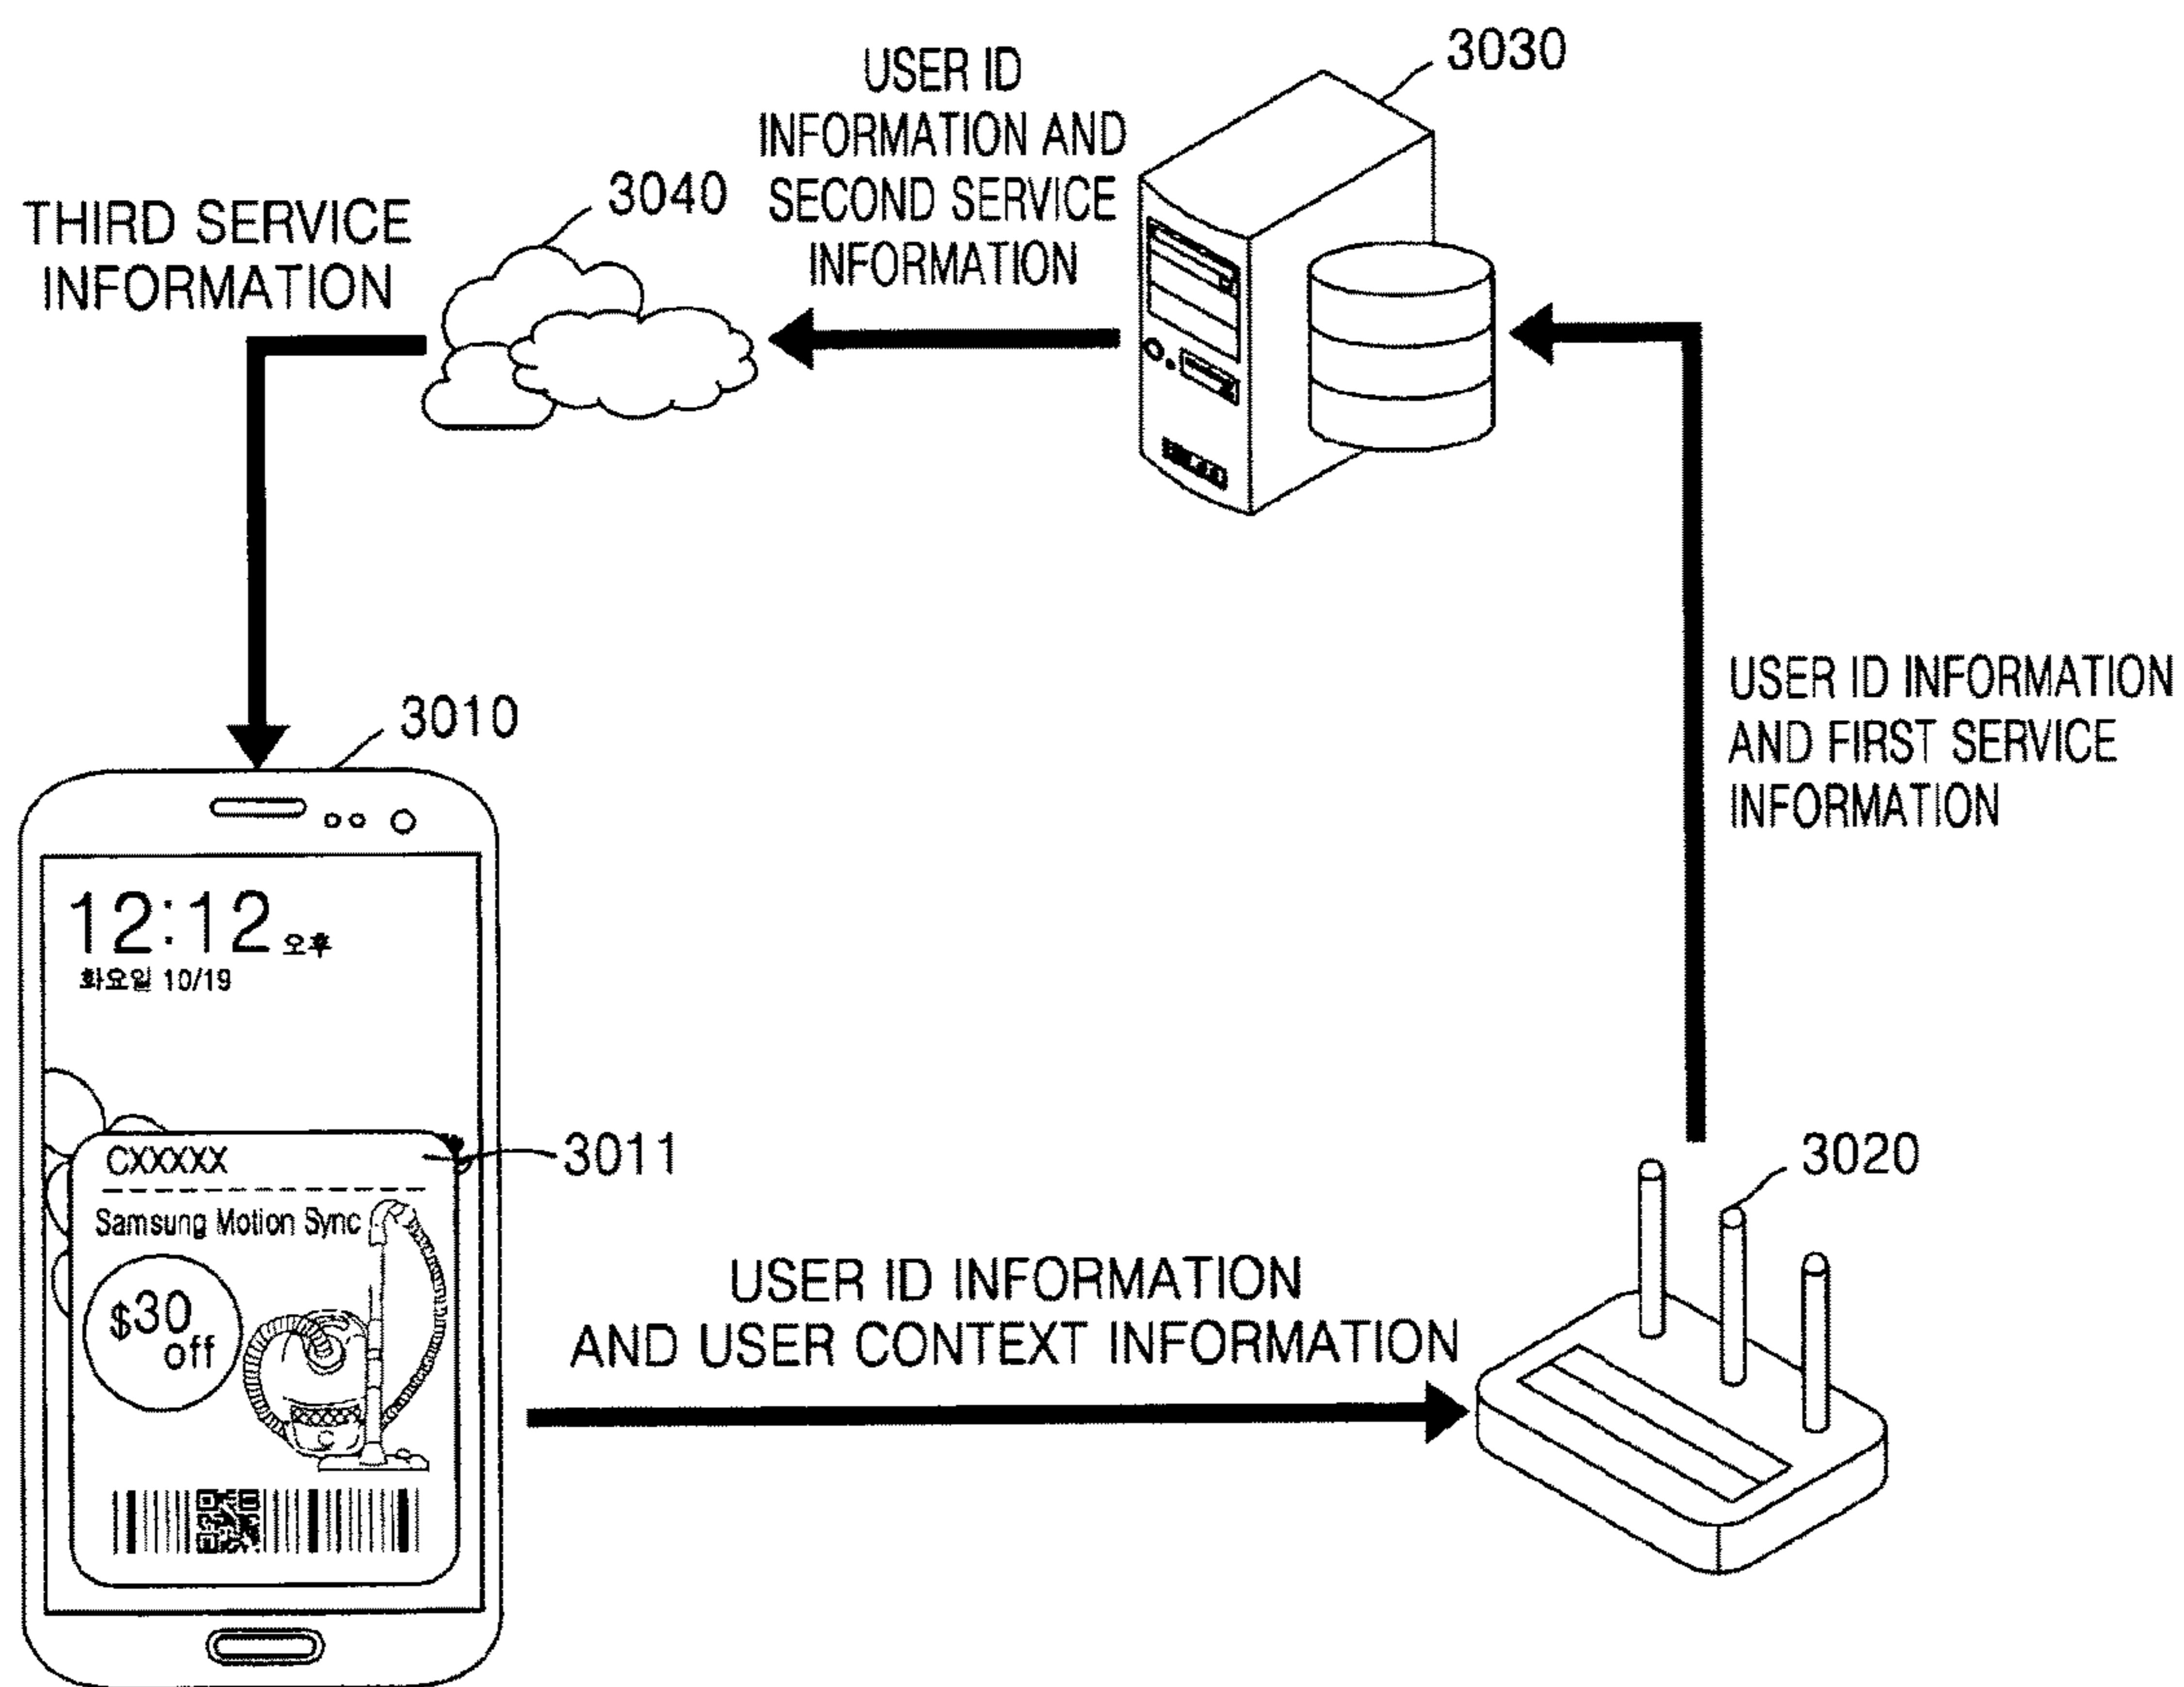 3030
USER ID
INFORMATION AND
SECOND SERVICE
INFORMATION
3040
THIRD SERVICE
INFORMATION
3010
12:12 오후
화요일 10/19
USER ID INFORMATION
AND FIRST SERVICE
INFORMATION
CXXXXX
3011
Samsung Motion Sync
$30
off
3020
USER ID INFORMATION
AND USER CONTEXT INFORMATION